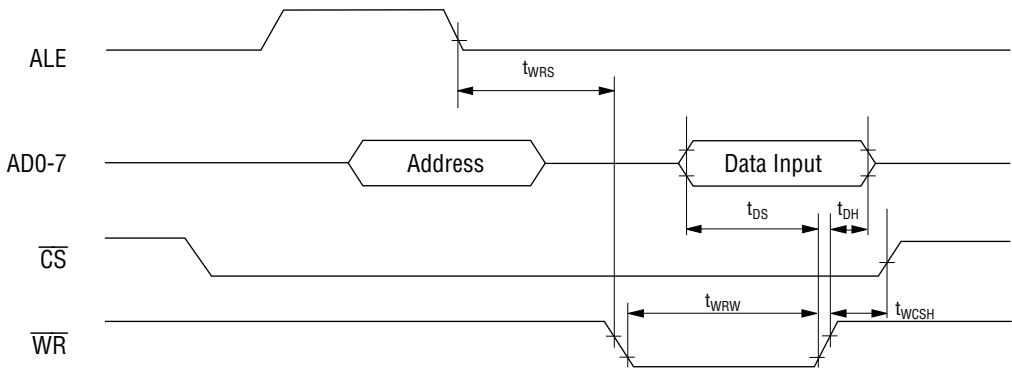 ALE
tWRS
AD0-7
Address
Data Input
tDS
tDH
CS
tWRW
tWCSH
WR